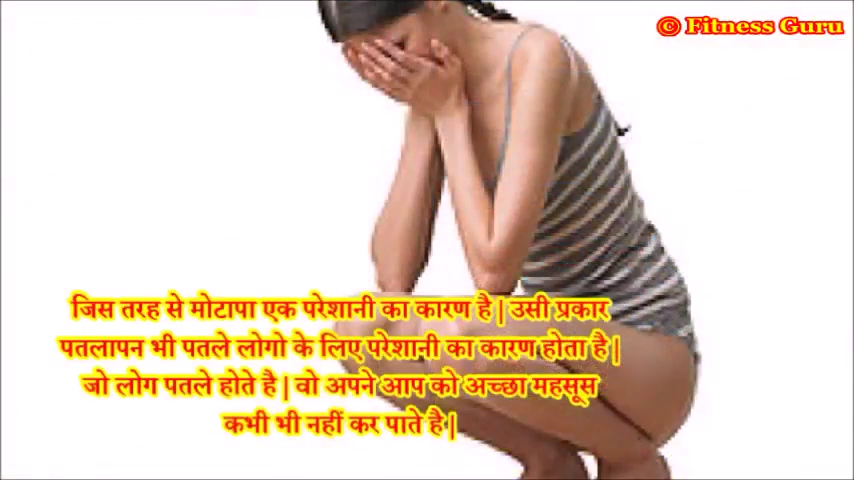 © Fitness Guru
जिस तरह से मोटापा एक परेशानी का कारण है | उसी प्रकार
पतलापन भी पतले लोगो के लिए परेशानी का कारण होता है |
जो लोग पतले होते है | वो अपने आप को अच्छा महसूस
कभी भी नहीं कर पाते है |